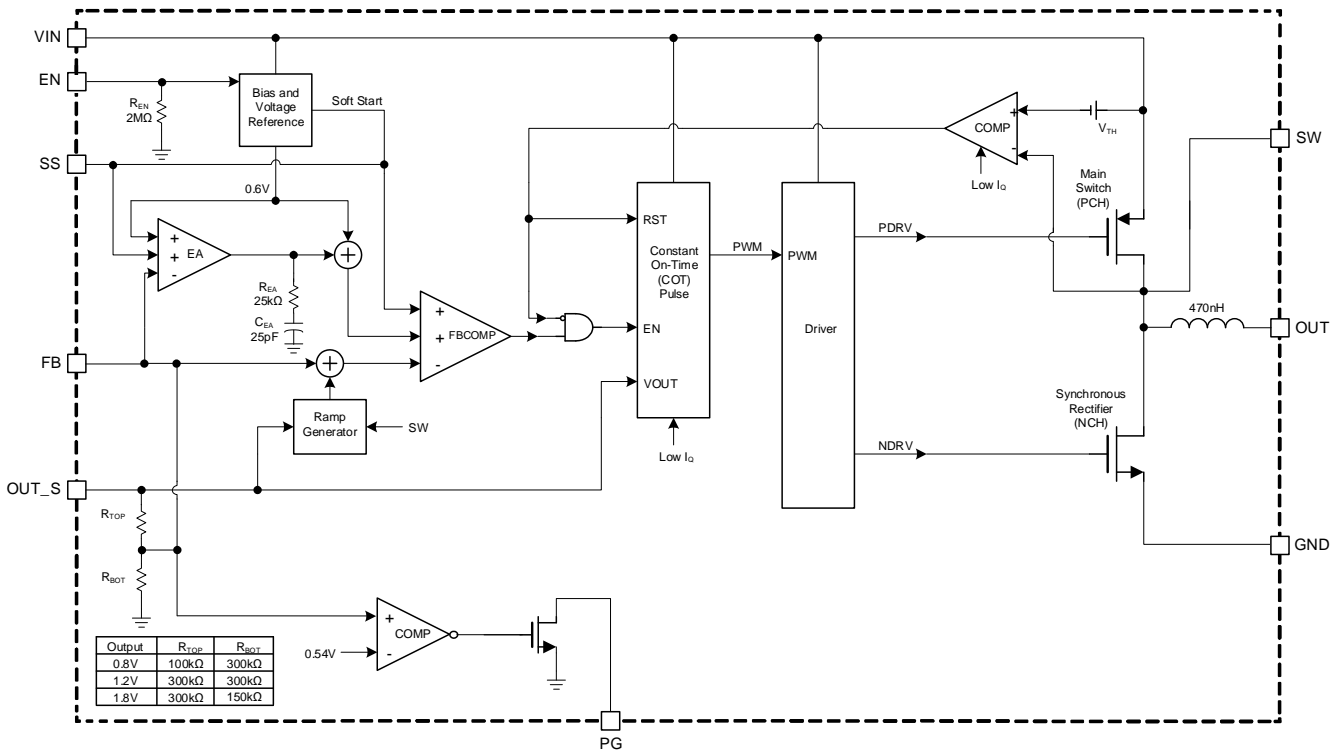 VIN
EN
R_EN
2MΩ
Bias and
Voltage
Reference
Soft Start
SS
0.6V
+
+
-
EA
+
R_EA
25kΩ
C_EA
25pF
+
+
-
FBCOMP
FB
+
Ramp
Generator
SW
OUT_S
R_TOP
R_BOT
RST
Constant
On-Time
(COT)
Pulse
EN
VOUT
Low I_Q
PWM
PWM
Driver
PDRV
NDRV
COMP
+
-
Low I_Q
V_TH
Main
Switch
(PCH)
SW
470nH
OUT
Synchronous
Rectifier
(NCH)
GND
+
COMP
-
0.54V
PG
Output R_TOP R_BOT
0.8V 100kΩ 300kΩ
1.2V 300kΩ 300kΩ
1.8V 300kΩ 150kΩ